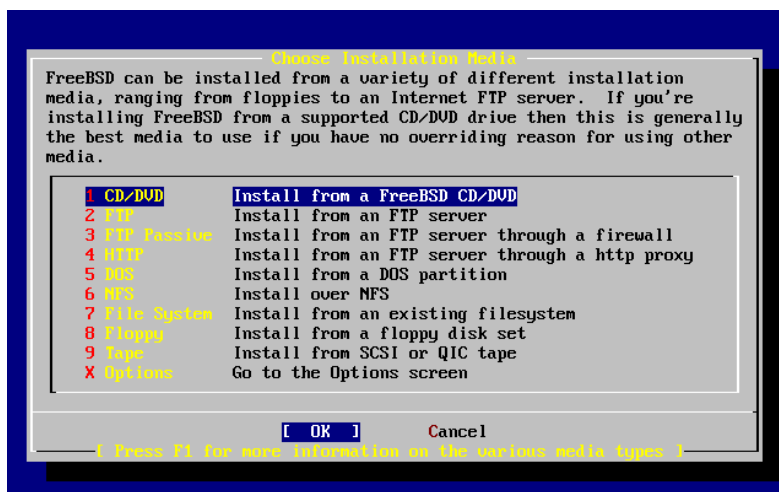 Choose Installation Media
FreeBSD can be installed from a variety of different installation
media, ranging from floppies to an Internet FTP server.  If you're
installing FreeBSD from a supported CD/DVD drive then this is generally
the best media to use if you have no overriding reason for using other
media.
1 CD/DVD Install from a FreeBSD CD/DVD
2 FTP Install from an FTP server
3 FTP Passive Install from an FTP server through a firewall
4 HTTP Install from an FTP server through a http proxy
5 DOS Install from a DOS partition
6 NFS Install over NFS
7 File System Install from an existing filesystem
8 Floppy Install from a floppy disk set
9 Tape Install from SCSI or QIC tape
X Options Go to the Options screen
[ OK ] Cancel
[ Press F1 for more information on the various media types ]